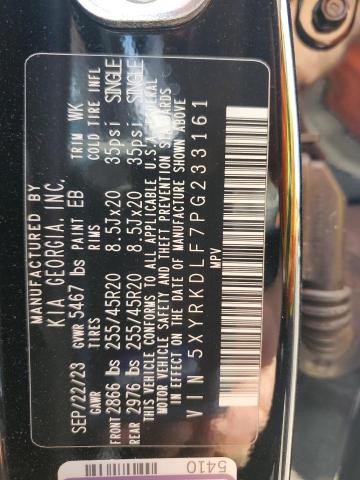 MANUFACTURED BY
KIA GEORGIA, INC.
SEP/22/23 GVWR 5467 lbs PAINT EB TRIM WK
GAWR TIRES RIMS COLD TIRE INFL
FRONT 2866 lbs 255/45R20 8.5Jx20 35psi SINGLE
REAR 2976 lbs 255/45R20 8.5Jx20 35psi SINGLE
THIS VEHICLE CONFORMS TO ALL APPLICABLE U.S. FEDERAL
MOTOR VEHICLE SAFETY AND THEFT PREVENTION STANDARDS
IN EFFECT ON THE DATE OF MANUFACTURE SHOWN ABOVE
VIN 5XYRKDLF7PG233161
MPV
5410